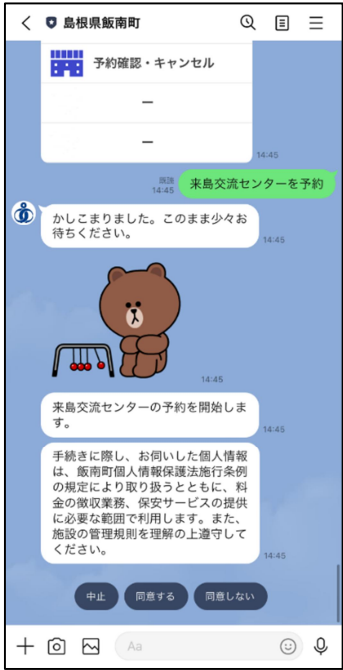 島根県飯南町
予約確認・キャンセル
ー
ー
14:45
既読
14:45
来島交流センターを予約
かしこまりました。このまま少々お
待ちください。
14:45
14:45
来島交流センターの予約を開始しま
す。
14:45
手続きに際し、お伺いした個人情報
は、飯南町個人情報保護法施行条例
の規定により取り扱うとともに、料
金の徴収業務、保安サービスの提供
に必要な範囲で利用します。また、
施設の管理規則を理解の上遵守して
ください。
14:45
中止
同意する
同意しない
Aa